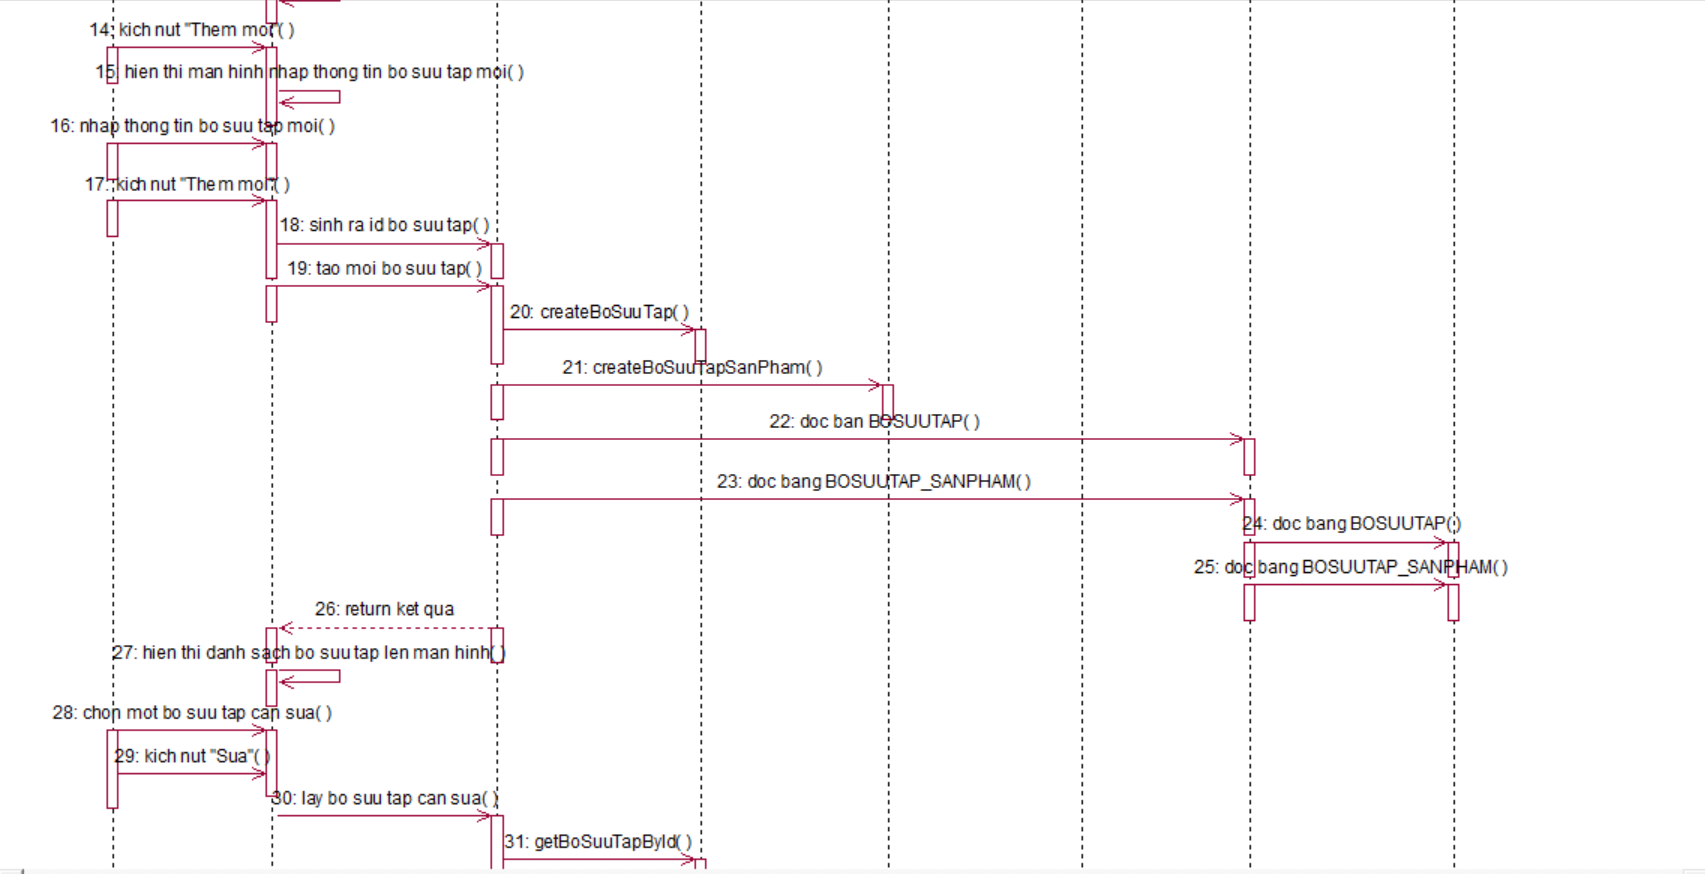 14: kich nut "Them moi"( )
15: hien thi man hinh nhap thong tin bo suu tap moi( )
16: nhap thong tin bo suu tap moi( )
17: kich nut "Them moi"( )
18: sinh ra id bo suu tap( )
19: tao moi bo suu tap( )
20: createBoSuuTap( )
21: createBoSuuTapSanPham( )
22: doc ban BOSUUTAP( )
23: doc bang BOSUUTAP_SANPHAM( )
24: doc bang BOSUUTAP( )
25: doc bang BOSUUTAP_SANPHAM( )
26: return ket qua
27: hien thi danh sach bo suu tap len man hinh( )
28: chon mot bo suu tap can sua( )
29: kich nut "Sua"( )
30: lay bo suu tap can sua( )
31: getBoSuuTapById( )